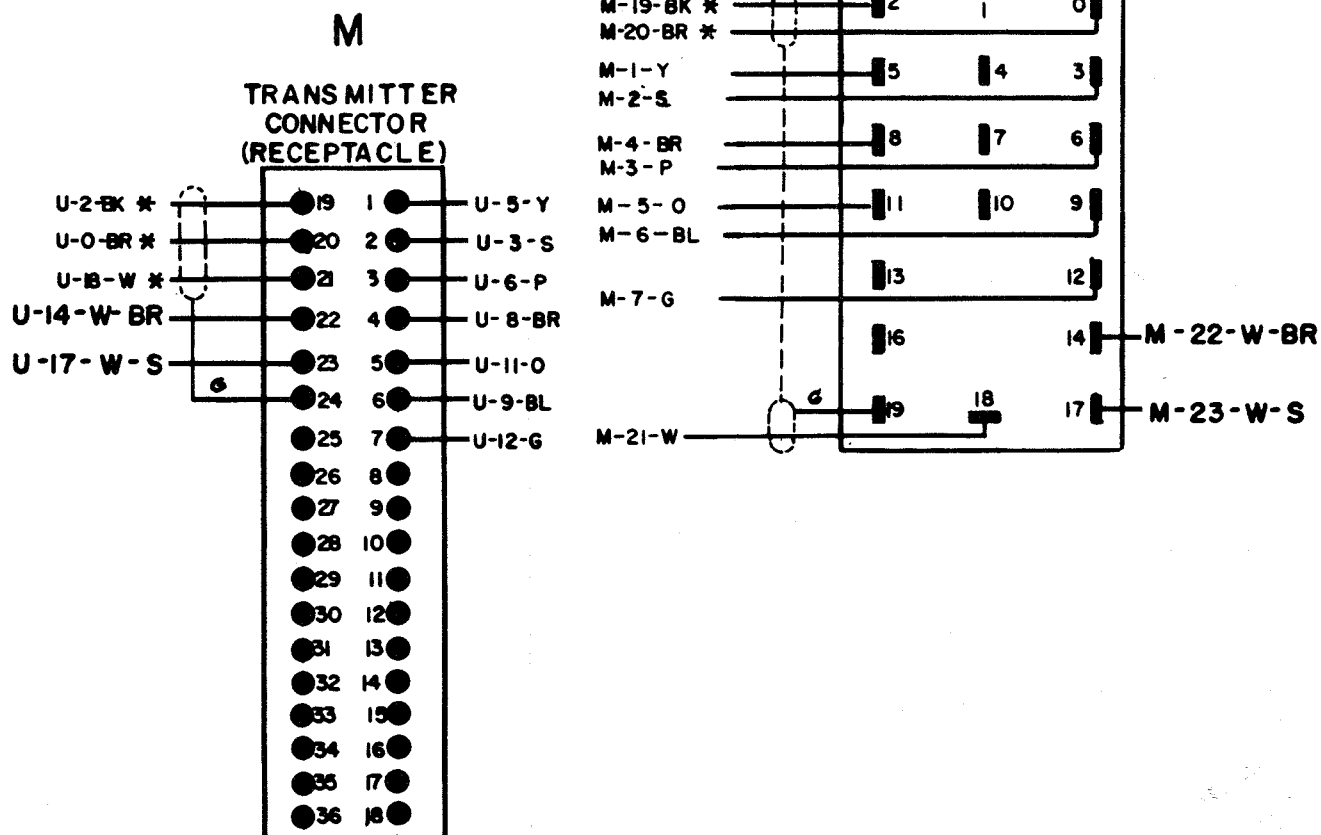 M
TRANSMITTER
CONNECTOR
(RECEPTACLE)
U-2-BK * 19 1 U-5-Y
U-0-BR * 20 2 U-3-S
U-18-W * 21 3 U-6-P
U-14-W-BR 22 4 U-8-BR
U-17-W-S 23 5 U-11-O
G 24 6 U-9-BL
25 7 U-12-G
26 8
27 9
28 10
29 11
30 12
31 13
32 14
33 15
34 16
35 17
36 18
M-19-BK * 2 1 0
M-20-BR *
M-1-Y 5 4 3
M-2-S
M-4-BR 8 7 6
M-3-P
M-5-O 11 10 9
M-6-BL
13 12
M-7-G
16 14 M-22-W-BR
G 19 18 17 M-23-W-S
M-21-W